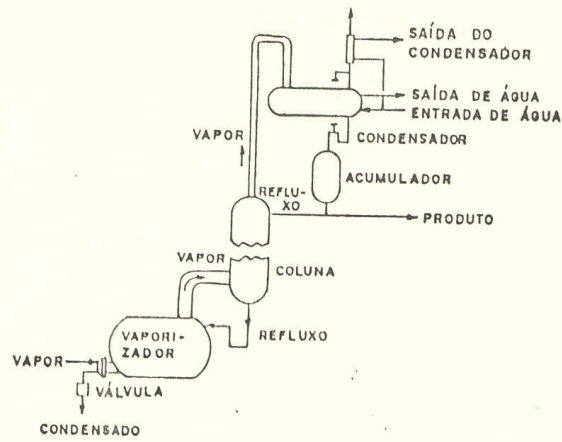 SAÍDA DO
CONDENSADOR
SAÍDA DE ÁGUA
ENTRADA DE ÁGUA
VAPOR
CONDENSADOR
ACUMULADOR
REFLU-
XO
PRODUTO
VAPOR
COLUNA
VAPORI-
ZADOR
REFLUXO
VAPOR
VÁLVULA
CONDENSADO